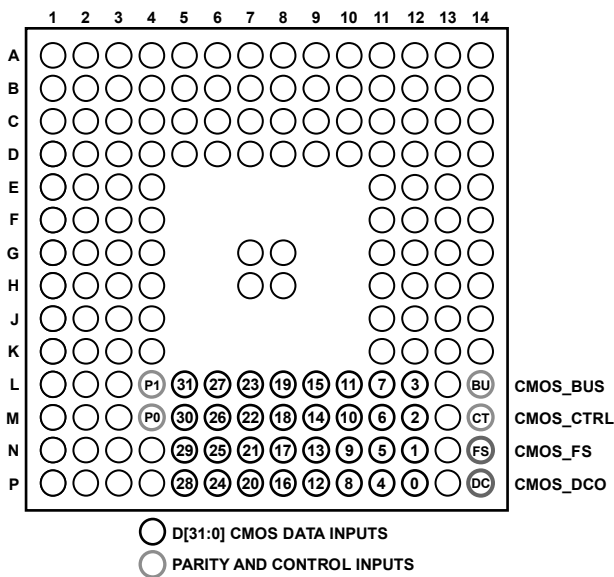 1 2 3 4 5 6 7 8 9 10 11 12 13 14
A
B
C
D
E
F
G
H
J
K
L P1 31 27 23 19 15 11 7 3 BU CMOS_BUS
M P0 30 26 22 18 14 10 6 2 CT CMOS_CTRL
N 29 25 21 17 13 9 5 1 FS CMOS_FS
P 28 24 20 16 12 8 4 0 DC CMOS_DCO
D[31:0] CMOS DATA INPUTS
PARITY AND CONTROL INPUTS